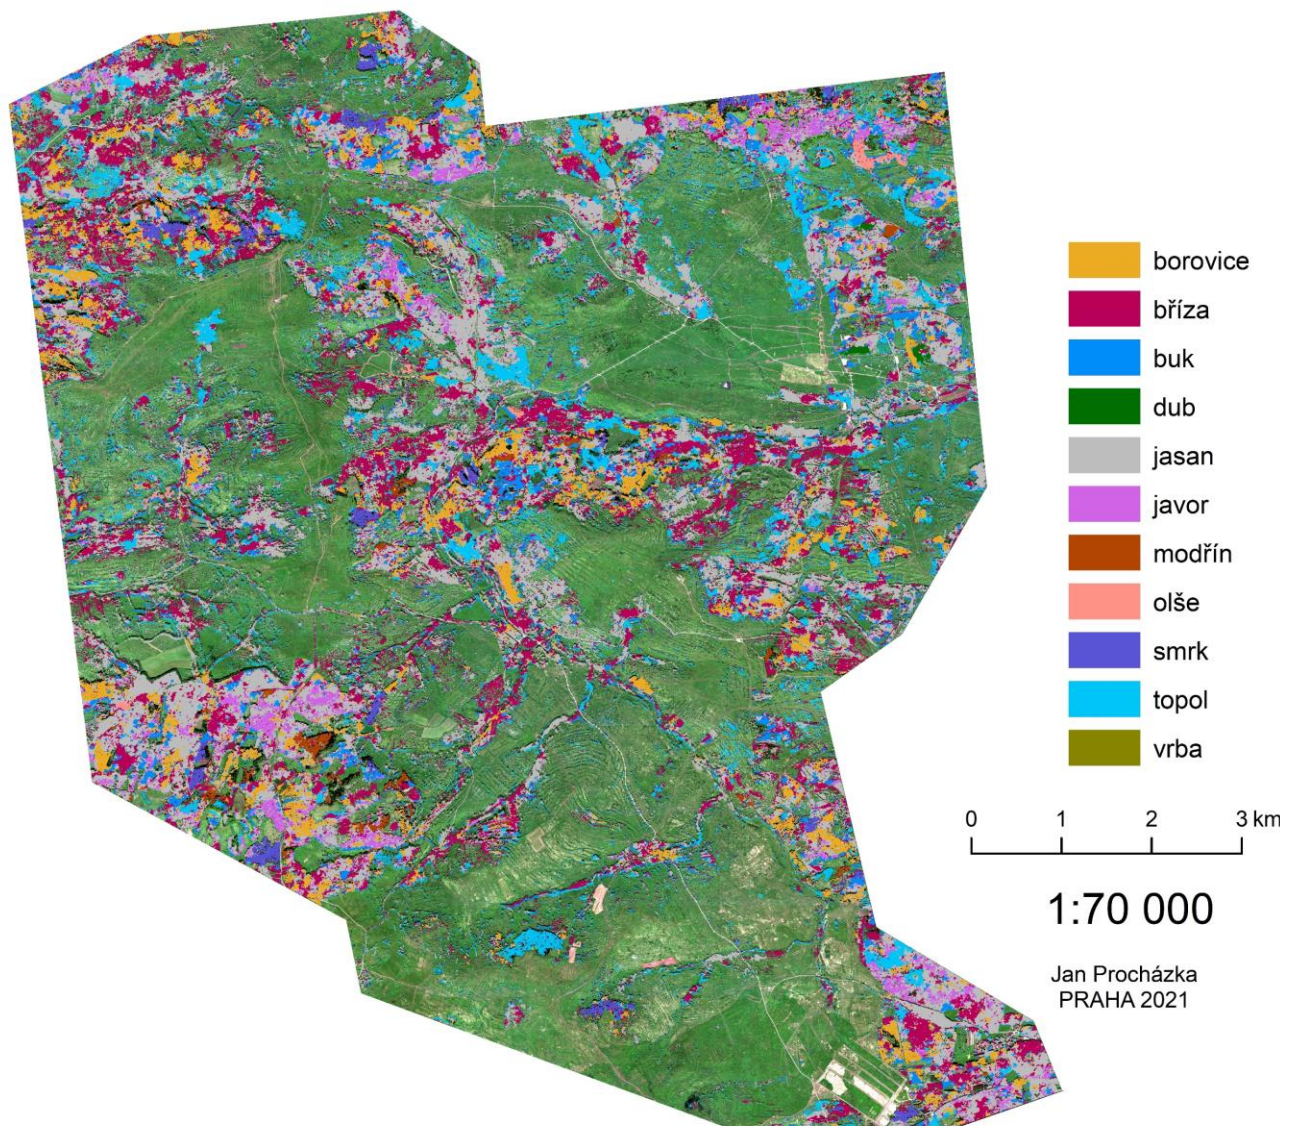 borovice
bříza
buk
dub
jasan
javor
modřín
olše
smrk
topol
vrba
0 1 2 3 km
1:70 000
Jan Procházka
PRAHA 2021